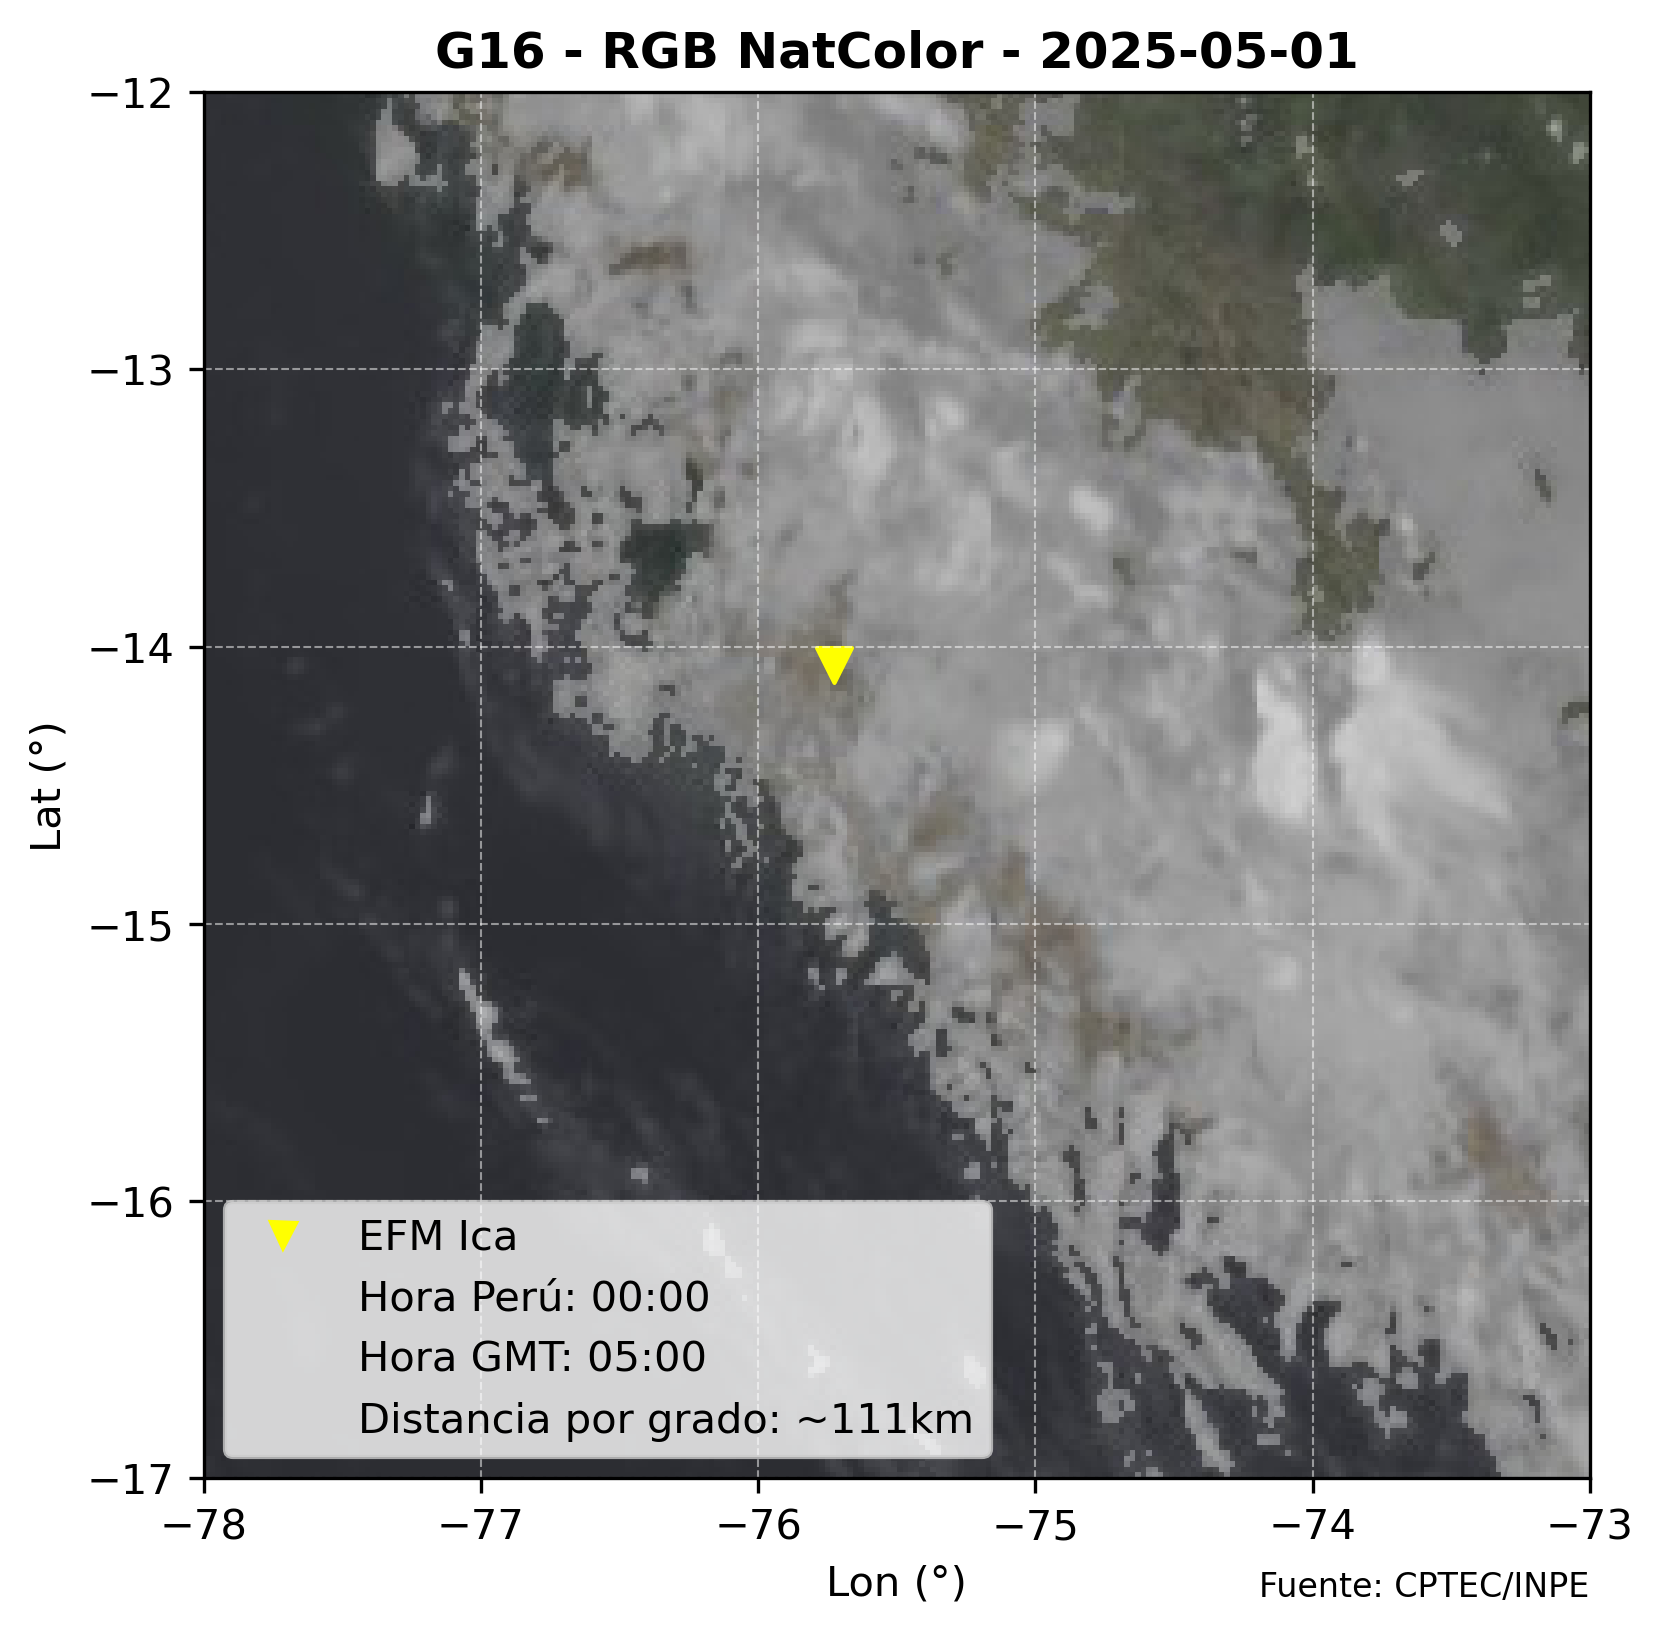 G16 - RGB NatColor - 2025-05-01
−12
−13
−14
−15
−16
−17
Lat (°)
EFM Ica
Hora Perú: 00:00
Hora GMT: 05:00
Distancia por grado: ~111km
−78 −77 −76 −75 −74 −73
Lon (°)
Fuente: CPTEC/INPE